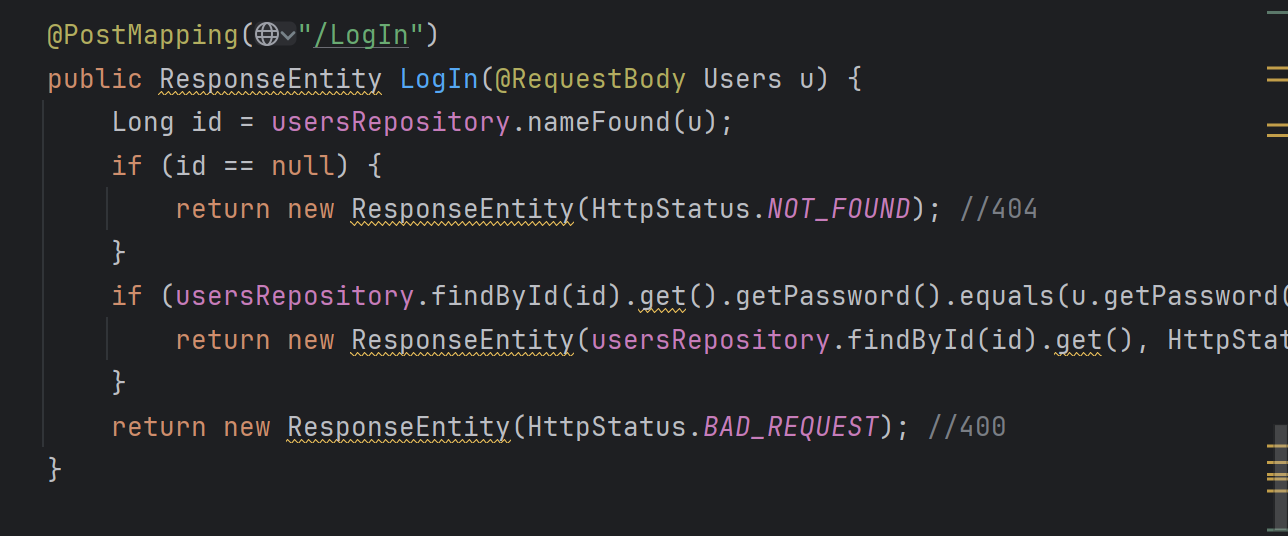 @PostMapping("/LogIn")
public ResponseEntity LogIn(@RequestBody Users u) {
Long id = usersRepository.nameFound(u);
if (id == null) {
return new ResponseEntity(HttpStatus.NOT_FOUND); //404
}
if (usersRepository.findById(id).get().getPassword().equals(u.getPassword(
return new ResponseEntity(usersRepository.findById(id).get(), HttpStat
}
return new ResponseEntity(HttpStatus.BAD_REQUEST); //400
}